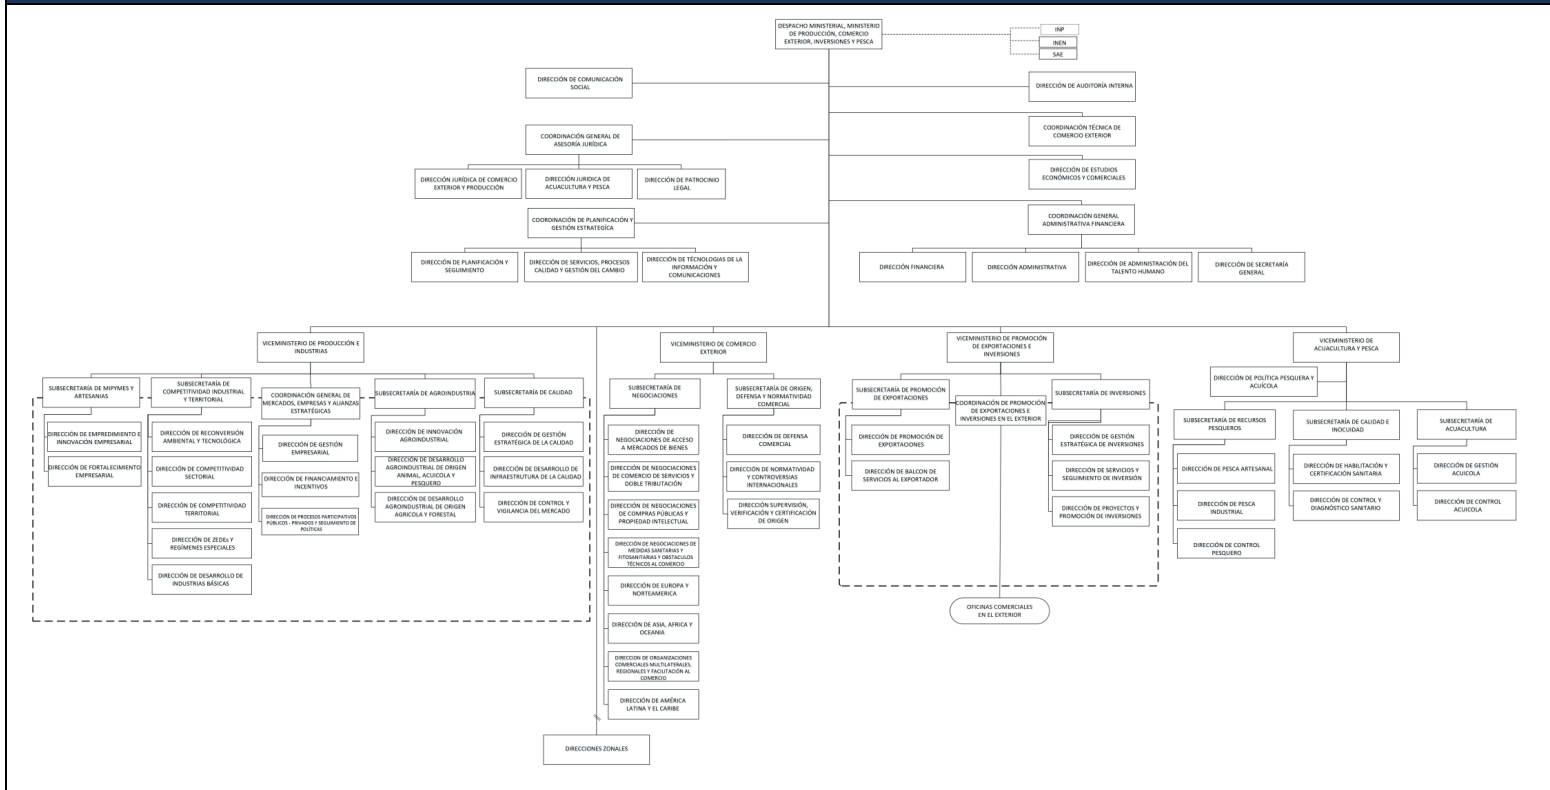 DESPACHO MINISTERIAL, MINISTERIO
DE PRODUCCIÓN, COMERCIO
EXTERIOR, INVERSIONES Y PESCA
INP
INEN
SAE
DIRECCIÓN DE COMUNICACIÓN
SOCIAL
DIRECCIÓN DE AUDITORÍA INTERNA
COORDINACIÓN GENERAL DE
ASESORÍA JURÍDICA
COORDINACIÓN TÉCNICA DE
COMERCIO EXTERIOR
DIRECCIÓN JURÍDICA DE COMERCIO
EXTERIOR Y PRODUCCIÓN
DIRECCIÓN JURIDICA DE
ACUACULTURA Y PESCA
DIRECCIÓN DE PATROCINIO
LEGAL
DIRECCIÓN DE ESTUDIOS
ECONÓMICOS Y COMERCIALES
COORDINACIÓN DE PLANIFICACIÓN Y
GESTIÓN ESTRATEGÍCA
COORDINACIÓN GENERAL
ADMINISTRATIVA FINANCIERA
DIRECCIÓN DE PLANIFICACIÓN Y
SEGUIMIENTO
DIRECCIÓN DE SERVICIOS, PROCESOS
CALIDAD Y GESTIÓN DEL CAMBIO
DIRECCIÓN DE TÉCNOLOGIAS DE LA
INFORMACIÓN Y
COMUNICACIONES
DIRECCIÓN FINANCIERA
DIRECCIÓN ADMINISTRATIVA
DIRECCIÓN DE ADMINISTRACIÓN DEL
TALENTO HUMANO
DIRECCIÓN DE SECRETARÍA
GENERAL
VICEMINISTERIO DE PRODUCCIÓN E
INDUSTRIAS
VICEMINISTERIO DE COMERCIO
EXTERIOR
VICEMINISTERIO DE PROMOCIÓN
DE EXPORTACIONES E
INVERSIONES
VICEMINISTERIO DE
ACUACULTURA Y PESCA
SUBSECRETARÍA DE MIPYMES Y
ARTESANIAS
DIRECCIÓN DE EMPREDIMIENTO E
INNOVACIÓN EMPRESARIAL
DIRECCIÓN DE FORTALECIMIENTO
EMPRESARIAL
SUBSECRETARÍA DE
COMPETITIVIDAD INDUSTRIAL
Y TERRITORIAL
DIRECCIÓN DE RECONVERSIÓN
AMBIENTAL Y TECNOLÓGICA
DIRECCIÓN DE COMPETITIVIDAD
SECTORIAL
DIRECCIÓN DE COMPETITIVIDAD
TERRITORIAL
DIRECCIÓN DE ZEDEs Y
REGÍMENES ESPECIALES
DIRECCIÓN DE DESARROLLO DE
INDUSTRIAS BÁSICAS
COORDINACIÓN GENERAL DE
MERCADOS, EMPRESAS Y ALIANZAS
ESTRATÉGICAS
DIRECCIÓN DE GESTIÓN
EMPRESARIAL
DIRECCIÓN DE FINANCIAMIENTO E
INCENTIVOS
DIRECCIÓN DE PROCESOS PARTICIPATIVOS
PÚBLICOS - PRIVADOS Y SEGUIMIENTO DE
POLÍTICAS
SUBSECRETARÍA DE AGROINDUSTRIA
DIRECCIÓN DE INNOVACIÓN
AGROINDUSTRIAL
DIRECCIÓN DE DESARROLLO
AGROINDUSTRIAL DE ORIGEN
ANIMAL, ACUICOLA Y
PESQUERO
DIRECCIÓN DE DESARROLLO
AGROINDUSTRIAL DE ORIGEN
AGRICOLA Y FORESTAL
SUBSECRETARÍA DE CALIDAD
DIRECCIÓN DE GESTIÓN
ESTRATÉGICA DE LA CALIDAD
DIRECCIÓN DE DESARROLLO DE
INFRAESTRUTURA DE LA CALIDAD
DIRECCIÓN DE CONTROL Y
VIGILANCIA DEL MERCADO
SUBSECRETARÍA DE
NEGOCIACIONES
DIRECCIÓN DE
NEGOCIACIONES DE ACCESO
A MERCADOS DE BIENES
DIRECCIÓN DE NEGOCIACIONES
DE COMERCIO DE SERVICIOS Y
DOBLE TRIBUTACIÓN
DIRECCIÓN DE NEGOCIACIONES
DE COMPRAS PÚBLICAS Y
PROPIEDAD INTELECTUAL
DIRECCIÓN DE NEGOCIACIONES DE
MEDIDAS SANITARIAS Y
FITOSANITARIAS Y OBSTACULOS
TÉCNICOS AL COMERCIO
DIRECCIÓN DE EUROPA Y
NORTEAMERICA
DIRECCIÓN DE ASIA, AFRICA Y
OCEANIA
DIRECCION DE ORGANIZACIONES
COMERCIALES MULTILATERALES,
REGIONALES Y FACILITACIÓN AL
COMERCIO
DIRECCIÓN DE AMÉRICA
LATINA Y EL CARIBE
SUBSECRETARÍA DE ORIGEN,
DEFENSA Y NORMATIVIDAD
COMERCIAL
DIRECCIÓN DE DEFENSA
COMERCIAL
DIRECCIÓN DE NORMATIVIDAD
Y CONTROVERSIAS
INTERNACIONALES
DIRECCIÓN SUPERVISIÓN,
VERIFICACIÓN Y CERTIFICACIÓN
DE ORIGEN
SUBSECRETARÍA DE PROMOCIÓN
DE EXPORTACIONES
DIRECCIÓN DE PROMOCIÓN DE
EXPORTACIONES
DIRECCIÓN DE BALCON DE
SERVICIOS AL EXPORTADOR
COORDINACIÓN DE PROMOCIÓN
DE EXPORTACIONES E
INVERSIONES EN EL EXTERIOR
SUBSECRETARÍA DE INVERSIONES
DIRECCIÓN DE GESTIÓN
ESTRATÉGICA DE INVERSIONES
DIRECCIÓN DE SERVICIOS Y
SEGUIMIENTO DE INVERSIÓN
DIRECCIÓN DE PROYECTOS Y
PROMOCIÓN DE INVERSIONES
OFICINAS COMERCIALES
EN EL EXTERIOR
DIRECCIÓN DE POLÍTICA PESQUERA Y
ACUÍCOLA
SUBSECRETARÍA DE RECURSOS
PESQUEROS
DIRECCIÓN DE PESCA ARTESANAL
DIRECCIÓN DE PESCA
INDUSTRIAL
DIRECCIÓN DE CONTROL
PESQUERO
SUBSECRETARÍA DE CALIDAD E
INOCUIDAD
DIRECCIÓN DE HABILITACIÓN Y
CERTIFICACIÓN SANITARIA
DIRECCIÓN DE CONTROL Y
DIAGNÓSTICO SANITARIO
SUBSECRETARÍA DE
ACUACULTURA
DIRECCIÓN DE GESTIÓN
ACUICOLA
DIRECCIÓN DE CONTROL
ACUICOLA
DIRECCIONES ZONALES